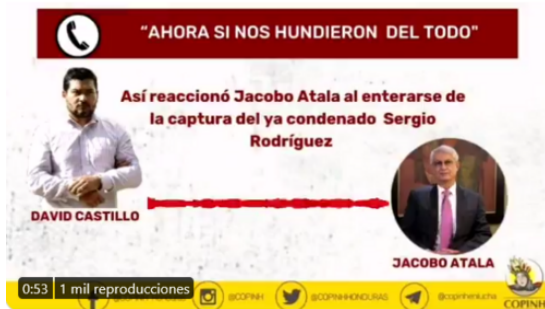 “AHORA SI NOS HUNDIERON DEL TODO"
Así reaccionó Jacobo Atala al enterarse de
la captura del ya condenado Sergio
Rodríguez
DAVID CASTILLO
JACOBO ATALA
0:53 1 mil reproducciones
@COPINH
@COPINHHONDURAS
@copinhenlucha
COPINH